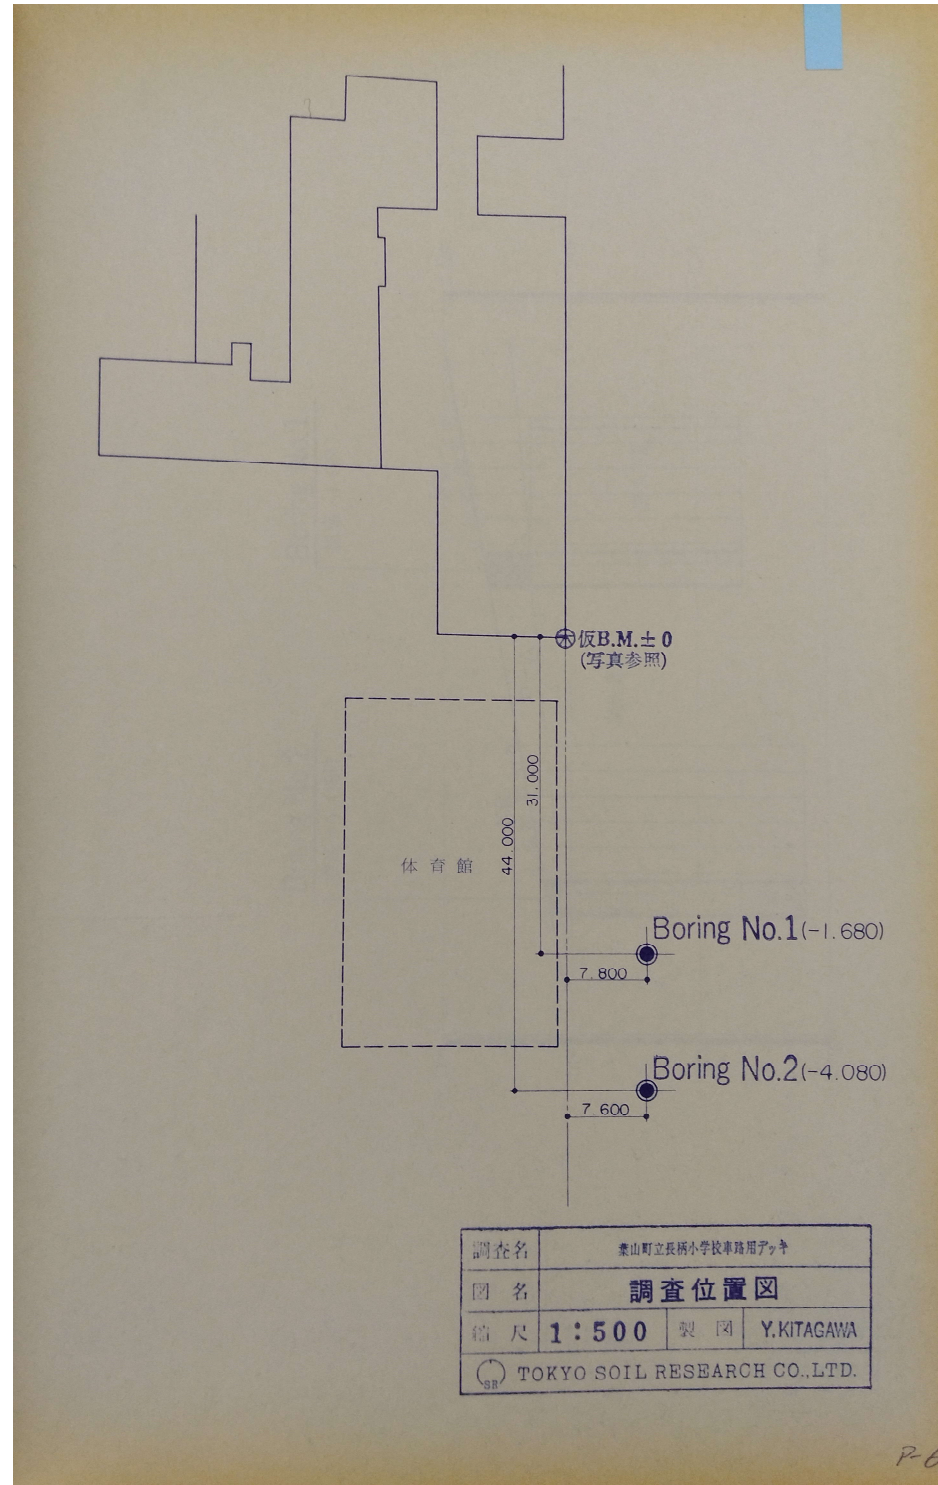 仮B.M.±0
(写真参照)
31.000
44.000
体育館
Boring No.1(-1.680)
7.800
Boring No.2(-4.080)
7.600
調査名 葉山町立長柄小学校車路用デッキ
図名 調査位置図
縮尺 1:500 製図 Y.KITAGAWA
SR TOKYO SOIL RESEARCH CO.,LTD.
P-6